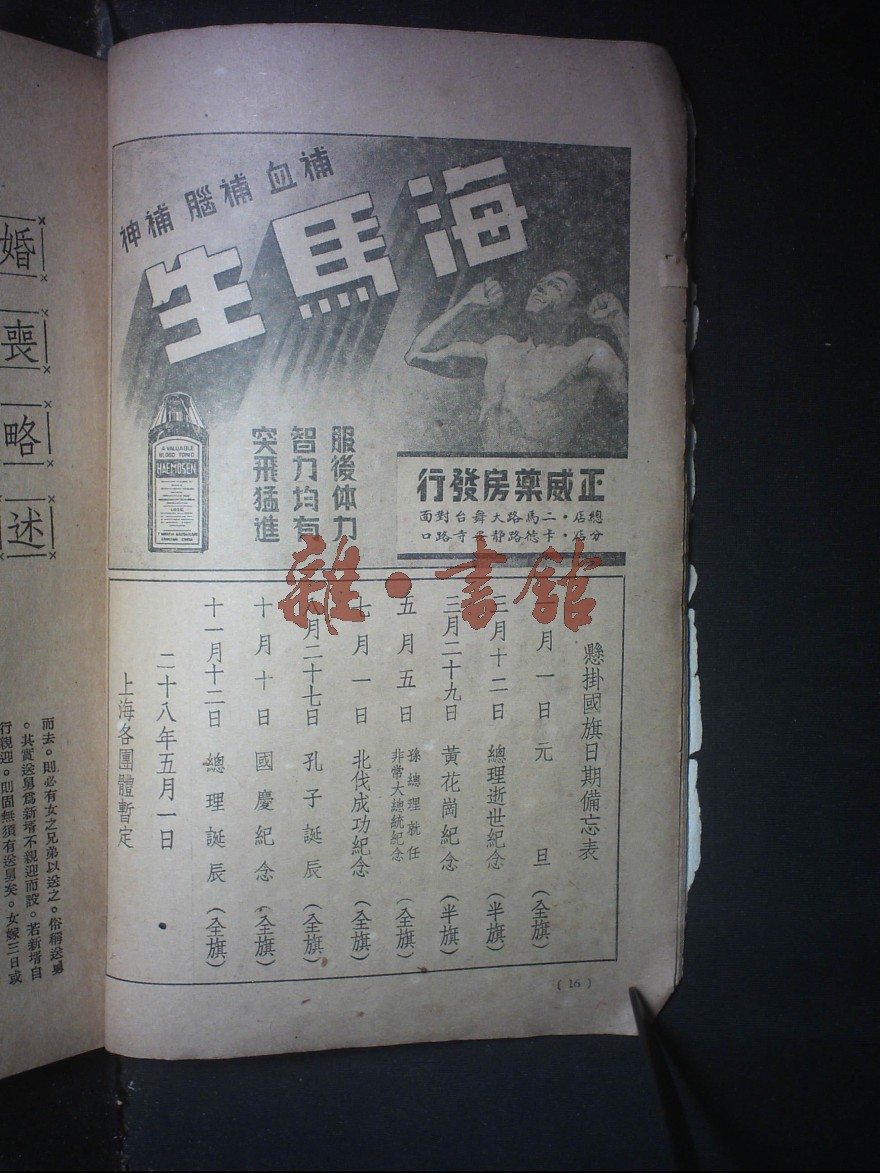 補血 補腦 補神
海馬生
A VALUABLE
BLOOD TONIC
HAEMOSEN
服後体力
智力均有
突飛猛進
正威藥房發行
總店·二馬路大舞台對面
分店·卡德路靜安寺路口
雜·書館
懸掛國旗日期備忘表
月一日元旦(全旗)
三月十二日 總理逝世紀念(半旗)
三月二十九日 黃花崗紀念(半旗)
五月五日 孫總理就任非常大總統紀念(全旗)
七月一日 北伐成功紀念(全旗)
八月二十七日 孔子誕辰(全旗)
十月十日 國慶紀念(全旗)
十一月十二日 總理誕辰(全旗)
二十八年五月一日
上海各團體暫定
(16)
婚喪略述
而去。則必有女之兄弟以送之。俗稱送舅
。其實送舅爲新壻不親迎而設。若新壻自
行親迎。則固無須有送舅矣。女嫁三日或